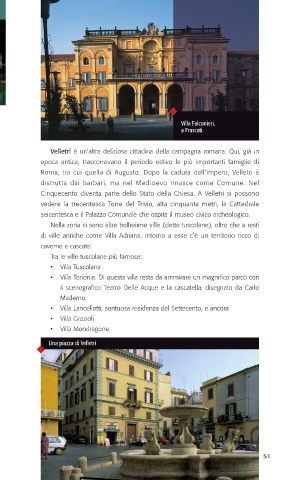 Villa Falconieri,
a Frascati
Velletri è un'altra deliziosa cittadina della campagna romana. Qui, già in
epoca antica, trascorrevano il periodo estivo le più importanti famiglie di
Roma, tra cui quella di Augusto. Dopo la caduta dell'Impero, Velletri è
distrutta dai barbari, ma nel Medioevo rinasce come Comune. Nel
Cinquecento diventa parte dello Stato della Chiesa. A Velletri si possono
vedere la trecentesca Torre del Trivio, alta cinquanta metri, la Cattedrale
seicentesca e il Palazzo Comunale che ospita il museo civico archeologico.
Nella zona ci sono altre bellissime ville (dette tuscolane), oltre che a resti
di ville antiche come Villa Adriana. Intorno a esse c'è un territorio ricco di
caverne e cascate.
Tra le ville tuscolane più famose:
• Villa Tuscolana
• Villa Torlonia. Di questa villa resta da ammirare un magnifico parco con
il scenografico Teatro Delle Acque e la cascatella, disegnato da Carlo
Maderno.
• Villa Lancellotti, sontuosa residenza del Settecento, e ancora
• Villa Grazioli
• Villa Mondragone.
Una piazza di Velletri
51